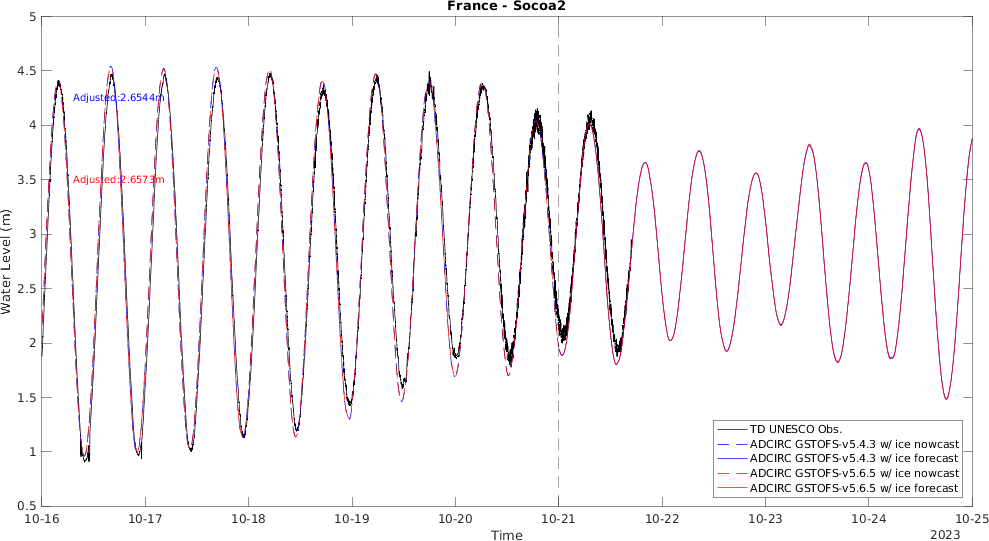 France - Socoa2
5
4.5
4
3.5
3
2.5
2
1.5
1
0.5
Water Level (m)
Adjusted:2.6544m
Adjusted:2.6573m
TD UNESCO Obs.
ADCIRC GSTOFS-v5.4.3 w/ ice nowcast
ADCIRC GSTOFS-v5.4.3 w/ ice forecast
ADCIRC GSTOFS-v5.6.5 w/ ice nowcast
ADCIRC GSTOFS-v5.6.5 w/ ice forecast
10-16 10-17 10-18 10-19 10-20 10-21 10-22 10-23 10-24 10-25
Time
2023